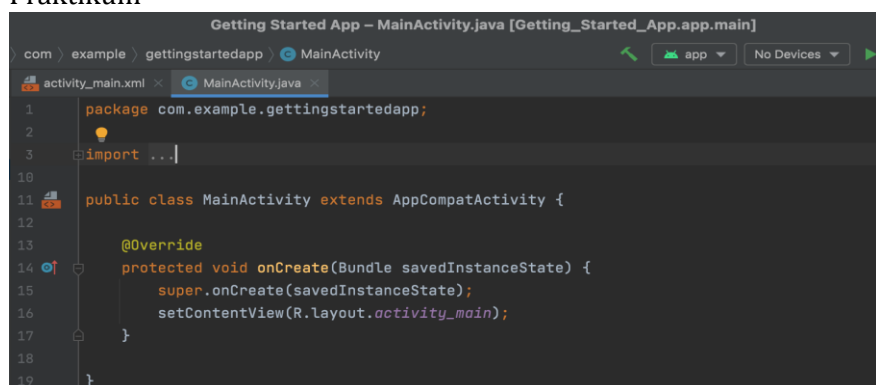 Praktikum
Getting Started App – MainActivity.java [Getting_Started_App.app.main]
com example gettingstartedapp MainActivity app No Devices
activity_main.xml MainActivity.java
1 package com.example.gettingstartedapp;
2
3 import ...
10
11 public class MainActivity extends AppCompatActivity {
12
13 @Override
14 protected void onCreate(Bundle savedInstanceState) {
15 super.onCreate(savedInstanceState);
16 setContentView(R.layout.activity_main);
17 }
18
19 }